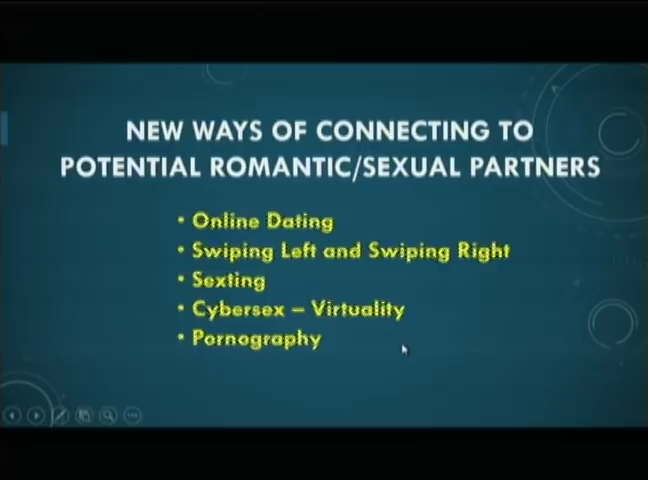 NEW WAYS OF CONNECTING TO
POTENTIAL ROMANTIC/SEXUAL PARTNERS
• Online Dating
• Swiping Left and Swiping Right
• Sexting
• Cybersex – Virtuality
• Pornography